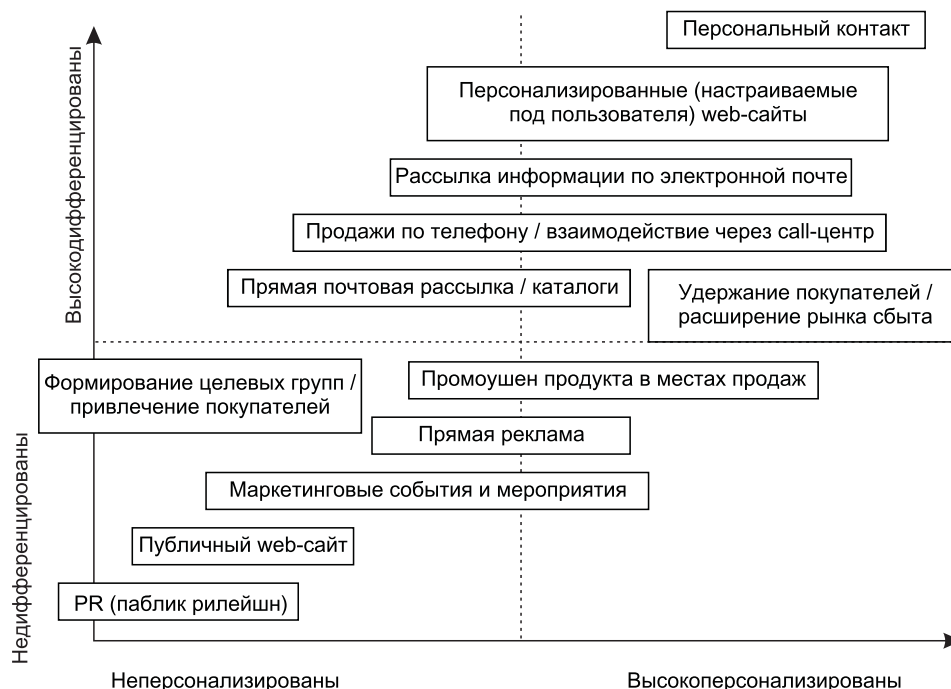 Персональный контакт
Персонализированные (настраиваемые
под пользователя) web-сайты
Рассылка информации по электронной почте
Продажи по телефону / взаимодействие через call-центр
Прямая почтовая рассылка / каталоги
Удержание покупателей /
расширение рынка сбыта
Высокодифференцированы
Формирование целевых групп /
привлечение покупателей
Промоушен продукта в местах продаж
Прямая реклама
Маркетинговые события и мероприятия
Публичный web-сайт
PR (паблик рилейшн)
Недифференцированы
Неперсонализированы
Высокоперсонализированы